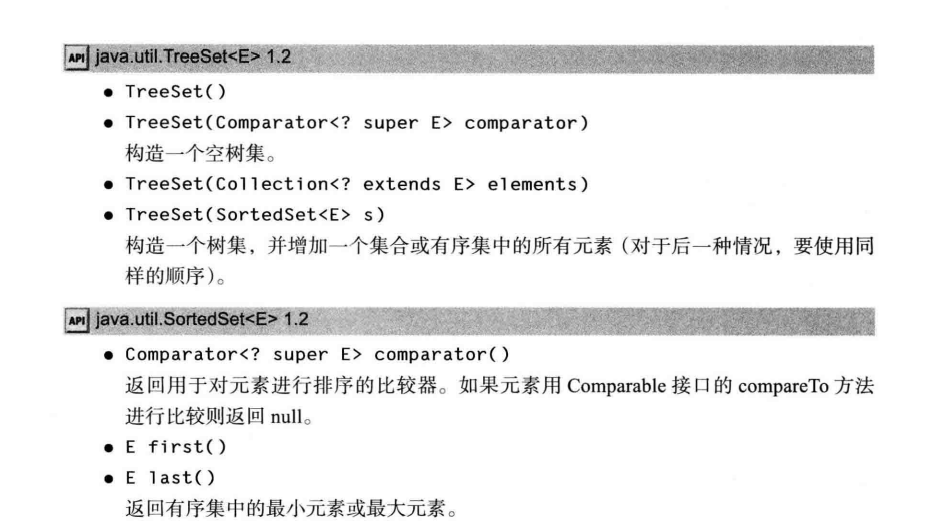 API java.util.TreeSet<E> 1.2
● TreeSet()
● TreeSet(Comparator<? super E> comparator)
构造一个空树集。
● TreeSet(Collection<? extends E> elements)
● TreeSet(SortedSet<E> s)
构造一个树集，并增加一个集合或有序集中的所有元素（对于后一种情况，要使用同
样的顺序）。
API java.util.SortedSet<E> 1.2
● Comparator<? super E> comparator()
返回用于对元素进行排序的比较器。如果元素用 Comparable 接口的 compareTo 方法
进行比较则返回 null。
● E first()
● E last()
返回有序集中的最小元素或最大元素。